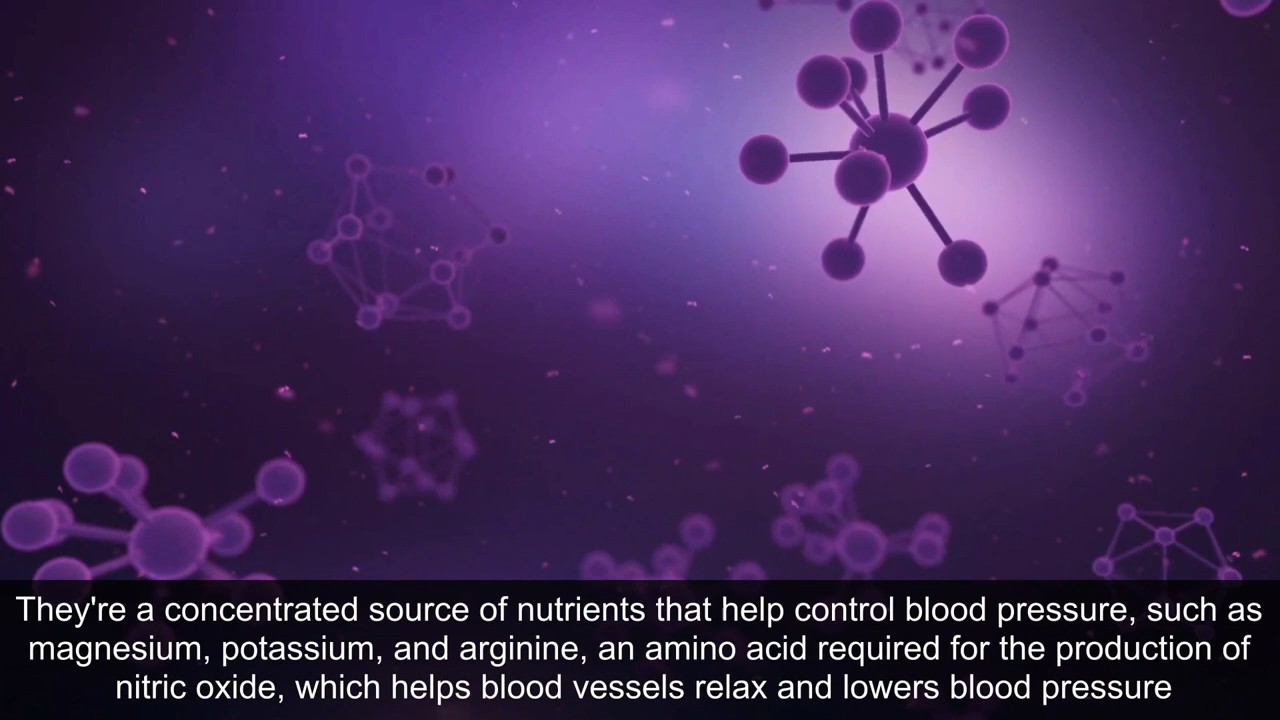 They're a concentrated source of nutrients that help control blood pressure, such as
magnesium, potassium, and arginine, an amino acid required for the production of
nitric oxide, which helps blood vessels relax and lowers blood pressure